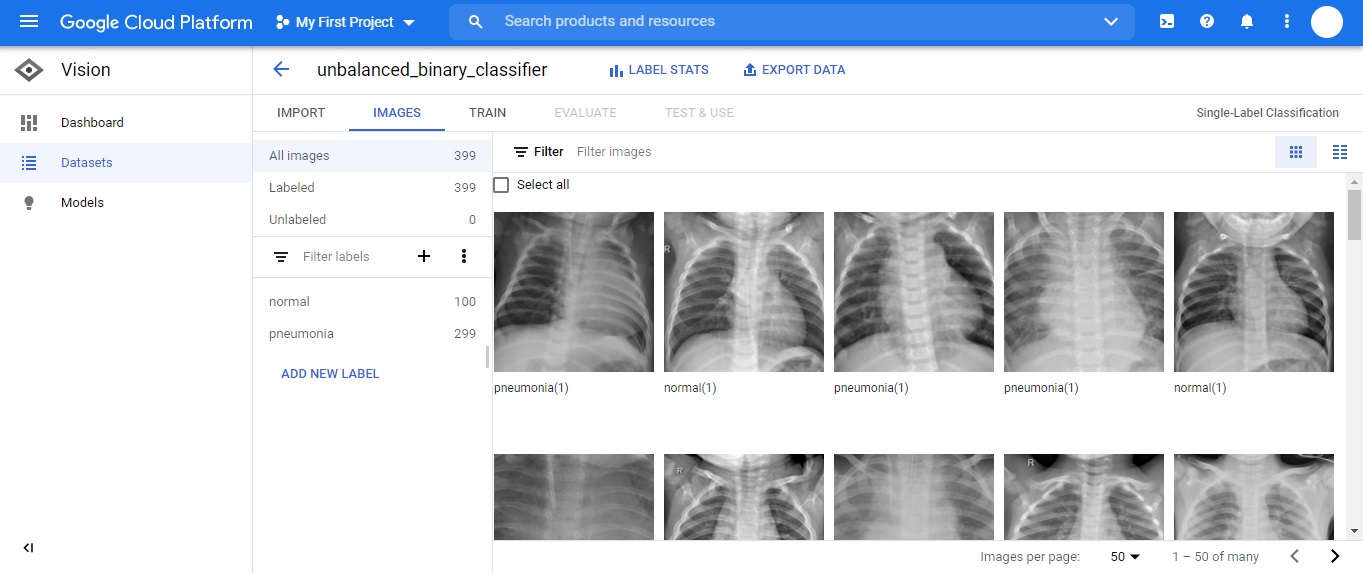 Google Cloud Platform
My First Project
Search products and resources
Vision
unbalanced_binary_classifier
LABEL STATS
EXPORT DATA
Dashboard
Datasets
Models
IMPORT
IMAGES
TRAIN
EVALUATE
TEST & USE
Single-Label Classification
All images 399
Labeled 399
Unlabeled 0
Filter labels
normal 100
pneumonia 299
ADD NEW LABEL
Filter Filter images
Select all
R
pneumonia(1)
normal(1)
pneumonia(1)
pneumonia(1)
normal(1)
R
R
Images per page: 50 1 – 50 of many